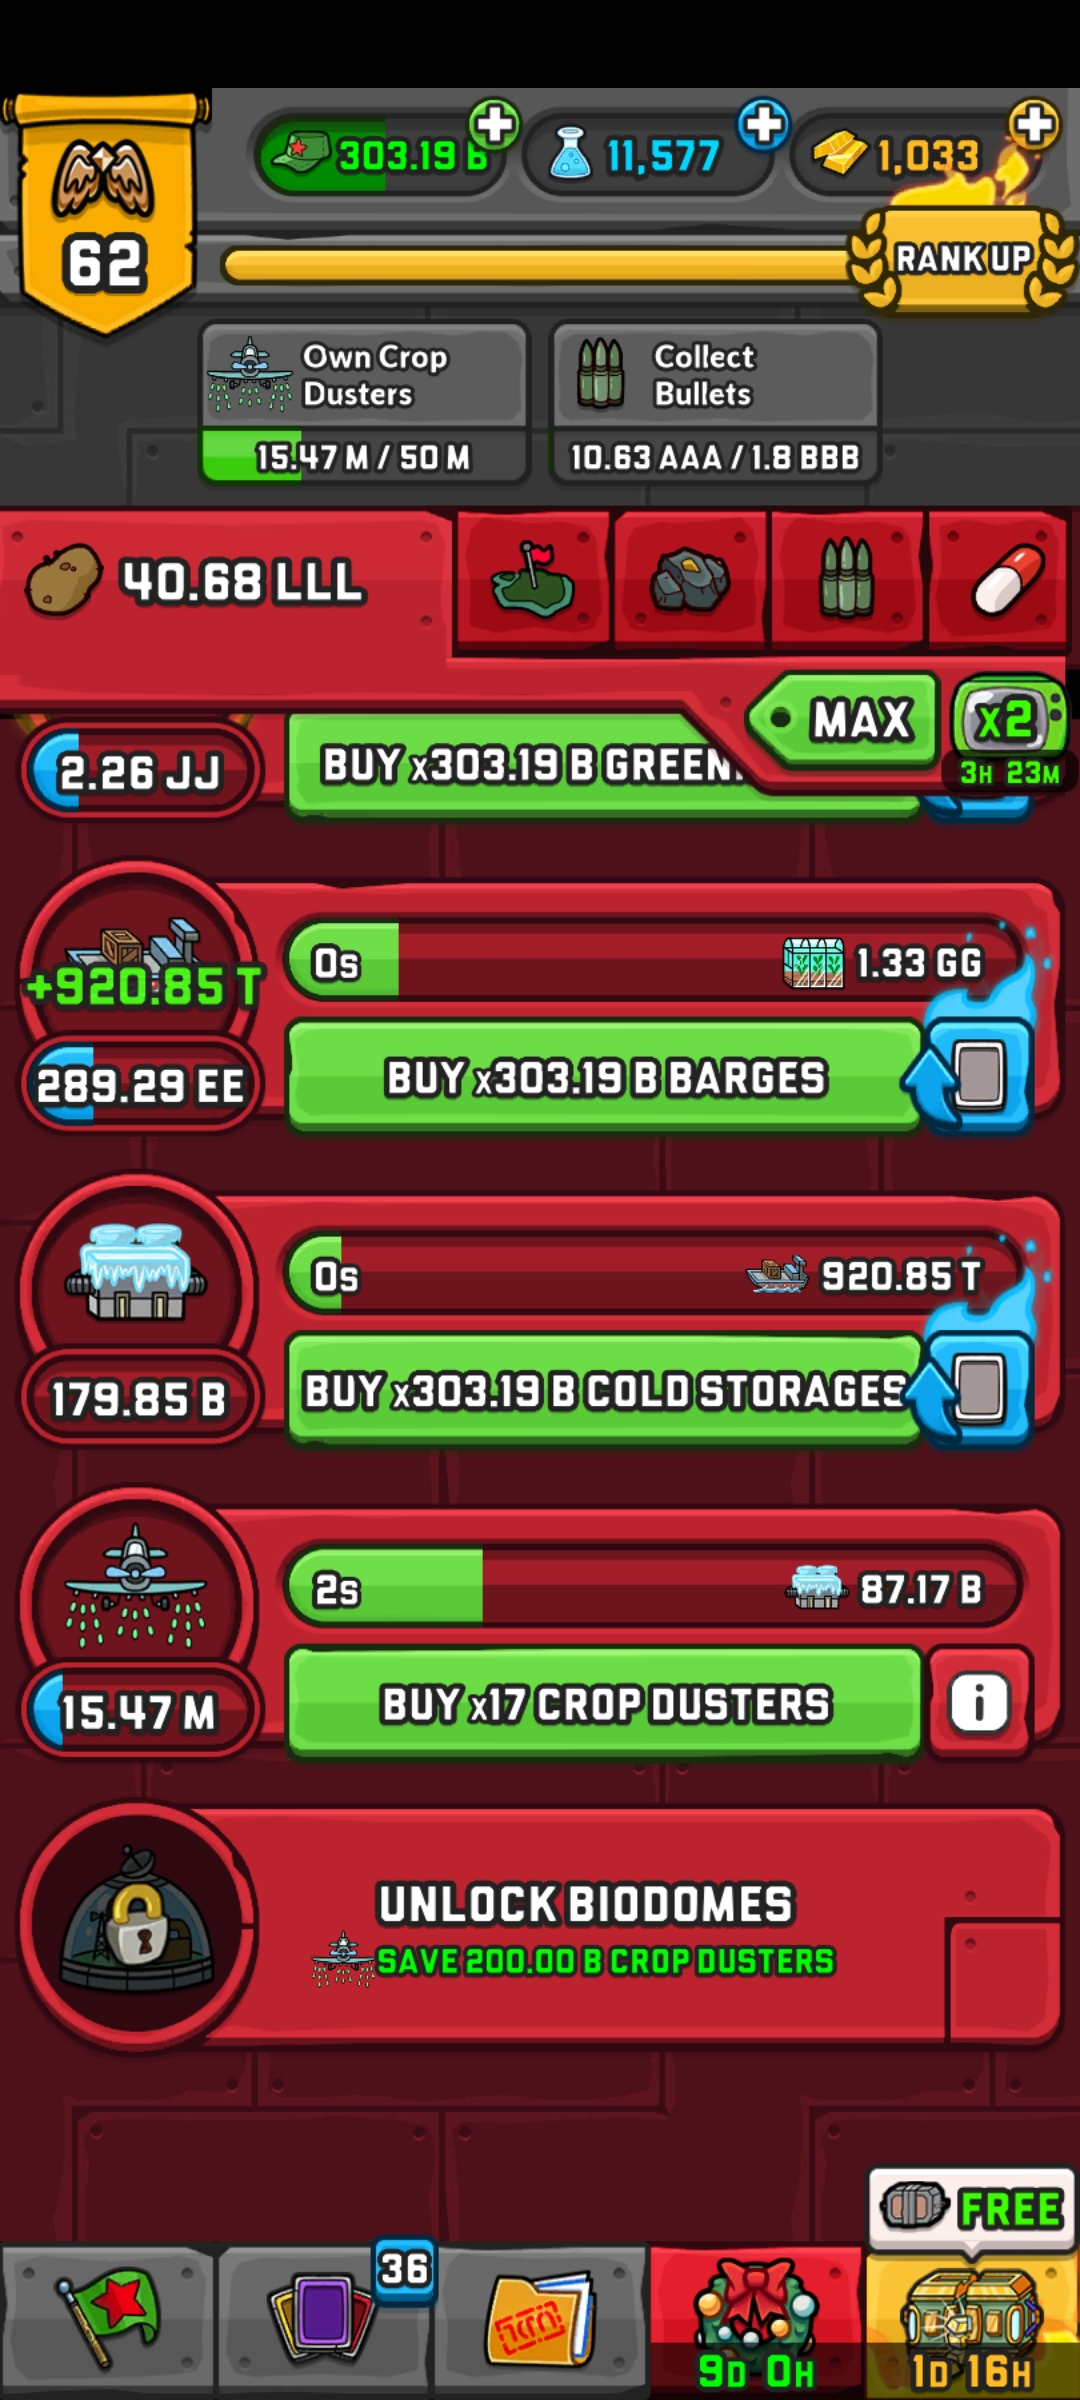 303.19 B
11,577
1,033
62
RANK UP
Own Crop
Dusters
15.47 M / 50 M
Collect
Bullets
10.63 AAA / 1.8 BBB
40.68 LLL
MAX
x2
3H 23M
2.26 JJ
BUY x303.19 B GREEN
+920.85 T
0s
1.33 GG
289.29 EE
BUY x303.19 B BARGES
0s
920.85 T
179.85 B
BUY x303.19 B COLD STORAGES
2s
87.17 B
15.47 M
BUY x17 CROP DUSTERS
i
UNLOCK BIODOMES
SAVE 200.00 B CROP DUSTERS
FREE
36
9D 0H
1D 16H